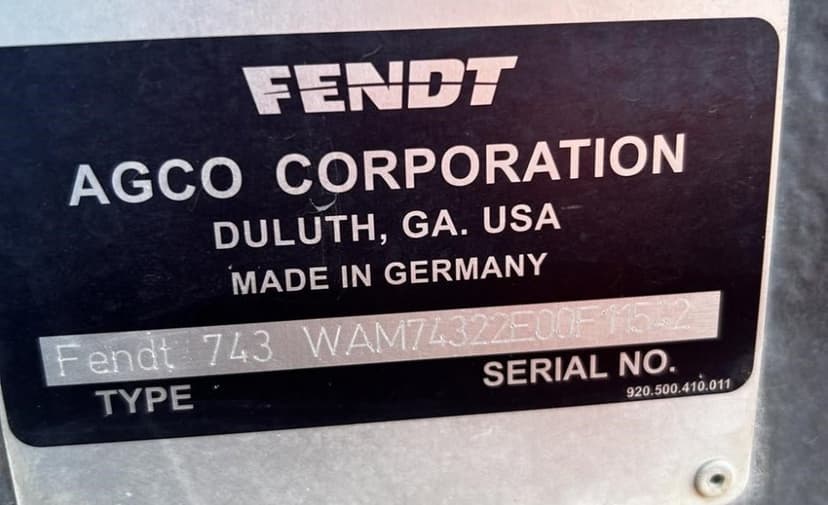 FENDT
AGCO CORPORATION
DULUTH, GA. USA
MADE IN GERMANY
Fendt 743 WAM74322E00F11542
TYPE SERIAL NO.
920.500.410.011